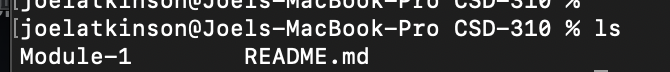 [joelatkinson@Joels-MacBook-Pro CSD-310 %
[joelatkinson@Joels-MacBook-Pro CSD-310 % ls
Module-1 README.md